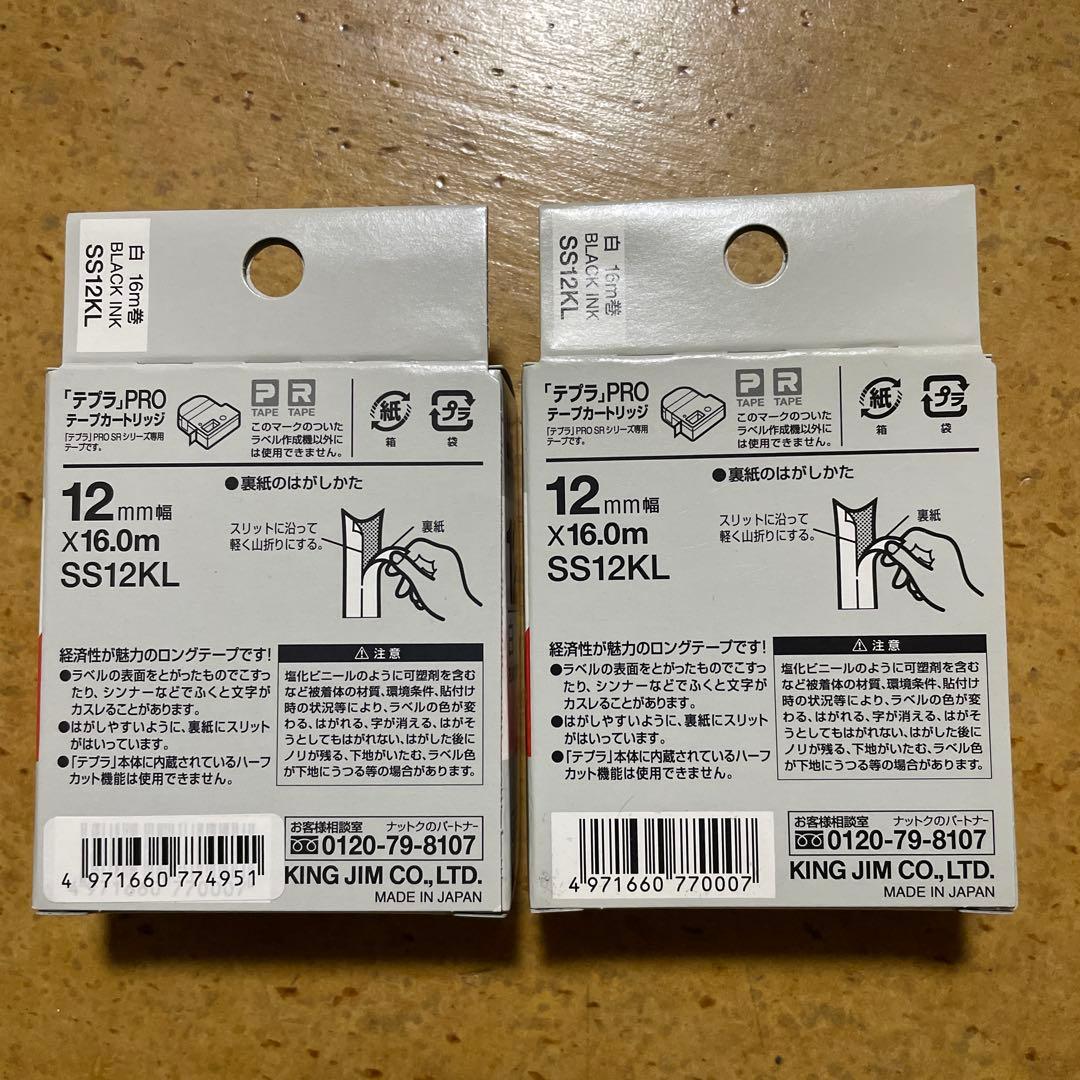 白 16m巻
BLACK INK
SS12KL
「テプラ」PRO
テープカートリッジ
「テプラ」PRO SRシリーズ専用
テープです。
P R
TAPE TAPE
このマークのついた
ラベル作成機以外に
は使用できません。
紙
箱
プラ
袋
12mm幅
X16.0m
SS12KL
●裏紙のはがしかた
スリットに沿って
軽く山折りにする。
裏紙
経済性が魅力のロングテープです!
●ラベルの表面をとがったものでこすっ
たり、シンナーなどでふくと文字が
カスレることがあります。
●はがしやすいように、裏紙にスリット
がはいっています。
●「テプラ」本体に内蔵されているハーフ
カット機能は使用できません。
⚠注意
塩化ビニールのように可塑剤を含む
など被着体の材質、環境条件、貼付け
時の状況等により、ラベルの色が変
わる、はがれる、字が消える、はがそ
うとしてもはがれない、はがした後に
ノリが残る、下地がいたむ、ラベル色
が下地にうつる等の場合があります。
4 971660 774951
4 971660 770007
お客様相談室 ナットクのパートナー
0120-79-8107
KING JIM CO.,LTD.
MADE IN JAPAN
白 16m巻
BLACK INK
SS12KL
「テプラ」PRO
テープカートリッジ
「テプラ」PRO SRシリーズ専用
テープです。
P R
TAPE TAPE
このマークのついた
ラベル作成機以外に
は使用できません。
紙
箱
プラ
袋
12mm幅
X16.0m
SS12KL
●裏紙のはがしかた
スリットに沿って
軽く山折りにする。
裏紙
経済性が魅力のロングテープです!
●ラベルの表面をとがったものでこすっ
たり、シンナーなどでふくと文字が
カスレることがあります。
●はがしやすいように、裏紙にスリット
がはいっています。
●「テプラ」本体に内蔵されているハーフ
カット機能は使用できません。
⚠注意
塩化ビニールのように可塑剤を含む
など被着体の材質、環境条件、貼付け
時の状況等により、ラベルの色が変
わる、はがれる、字が消える、はがそ
うとしてもはがれない、はがした後に
ノリが残る、下地がいたむ、ラベル色
が下地にうつる等の場合があります。
4 971660 770007
お客様相談室 ナットクのパートナー
0120-79-8107
KING JIM CO.,LTD.
MADE IN JAPAN